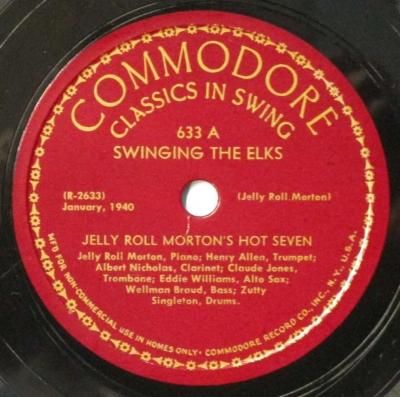 COMMODORE
CLASSICS IN SWING
633 A
SWINGING THE ELKS
(R-2633)
January, 1940
(Jelly Roll Morton)
JELLY ROLL MORTON'S HOT SEVEN
Jelly Roll Morton, Piano; Henry Allen, Trumpet;
Albert Nicholas, Clarinet; Claude Jones,
Trombone; Eddie Williams, Alto Sax;
Wellman Braud, Bass; Zutty
Singleton, Drums.
M'F'D FOR NON-COMMERCIAL USE IN HOMES ONLY • COMMODORE RECORD CO., INC., N.Y., U.S.A.